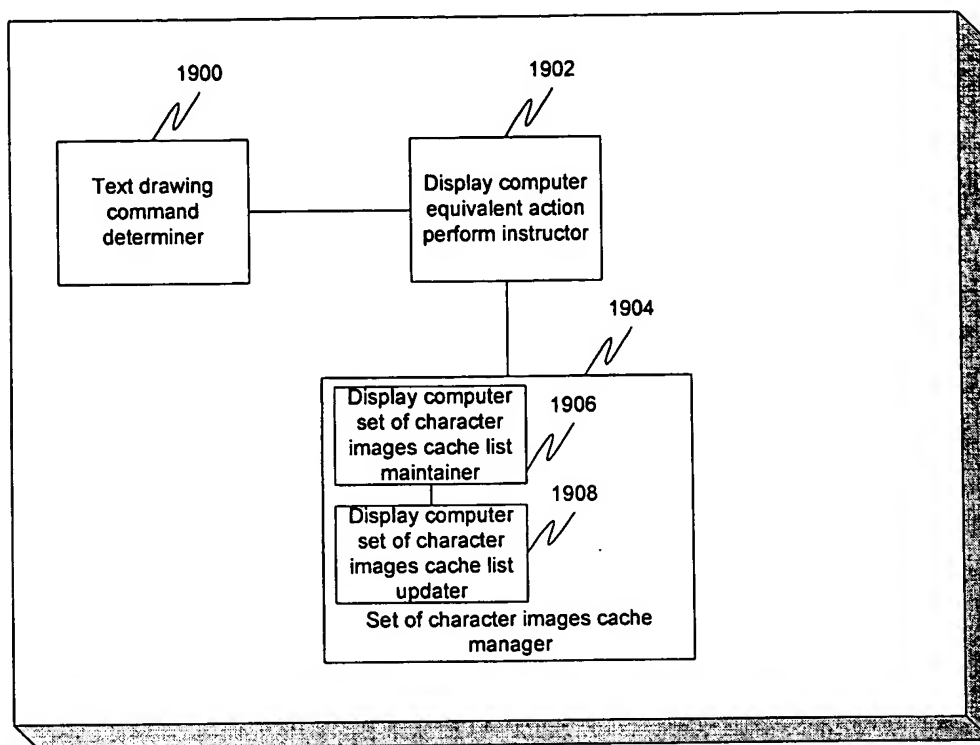 1900
1902
Text drawing
command
determiner
Display computer
equivalent action
perform instructor
1904
Display computer
set of character
images cache list
maintainer
1906
1908
Display computer
set of character
images cache list
updater
Set of character images cache
manager